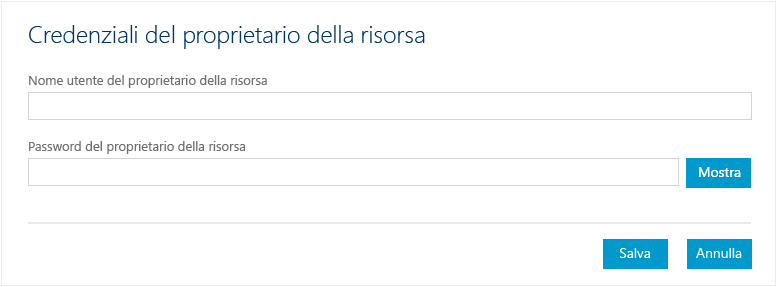 Credenziali del proprietario della risorsa
Nome utente del proprietario della risorsa
Password del proprietario della risorsa
Mostra
Salva
Annulla